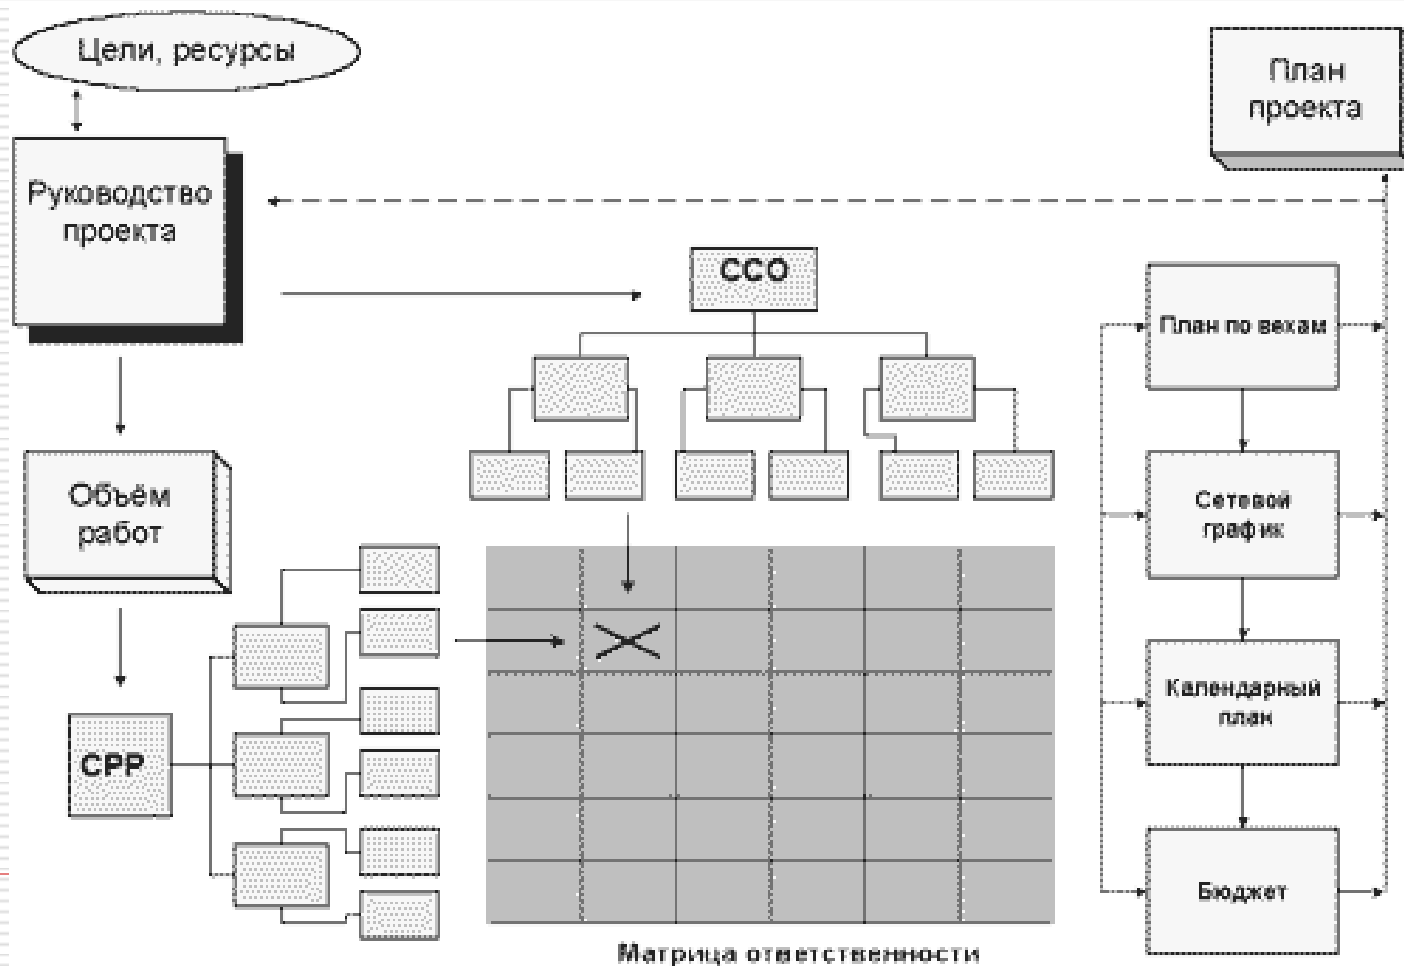 Цели, ресурсы
План
проекта
Руководство
проекта
ССО
План по вехам
Объём
работ
Сетевой
график
СРР
Календарный
план
Бюджет
Матрица ответственности